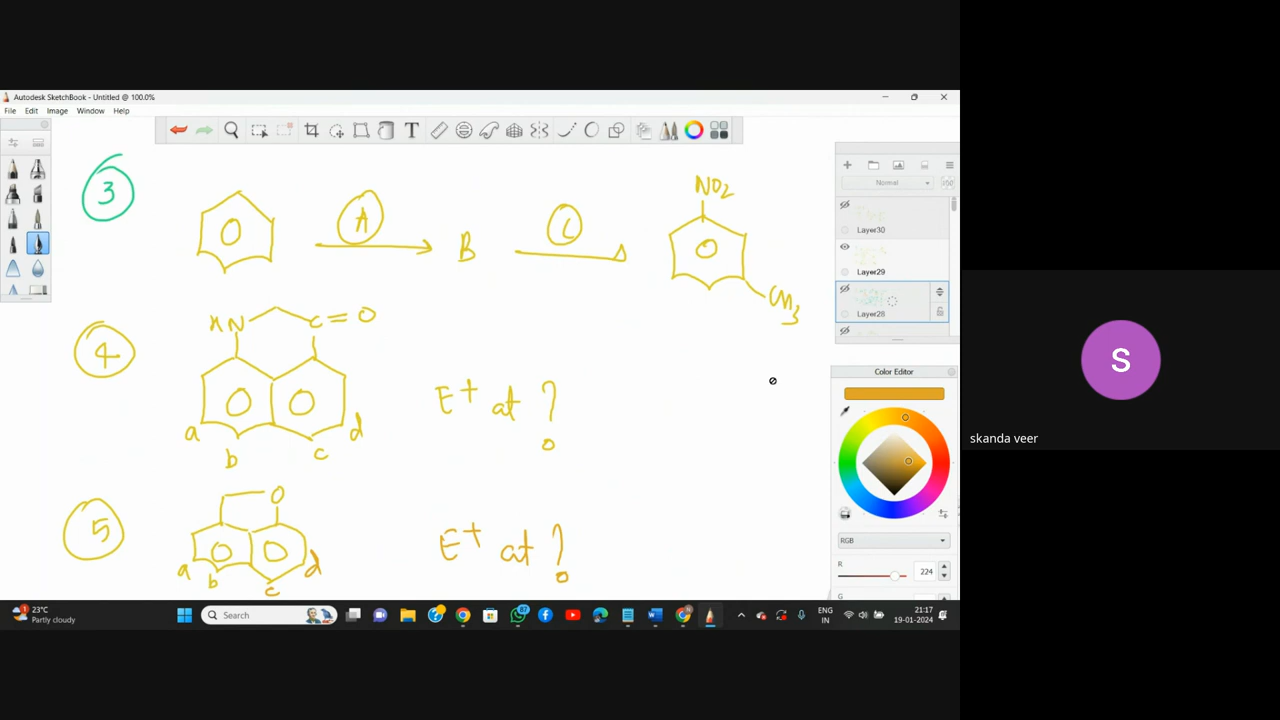 Autodesk SketchBook - Untitled @ 100.0%
File Edit Image Window Help
T
3
A
B
C
NO2
CH3
Normal
Layer30
Layer29
Layer28
4
HN
C = O
a
b
c
d
E+ at ?
Color Editor
5
O
a
b
c
d
E+ at ?
RGB
R
224
S
skanda veer
23°C
Partly cloudy
Search
ENG
IN
21:17
19-01-2024